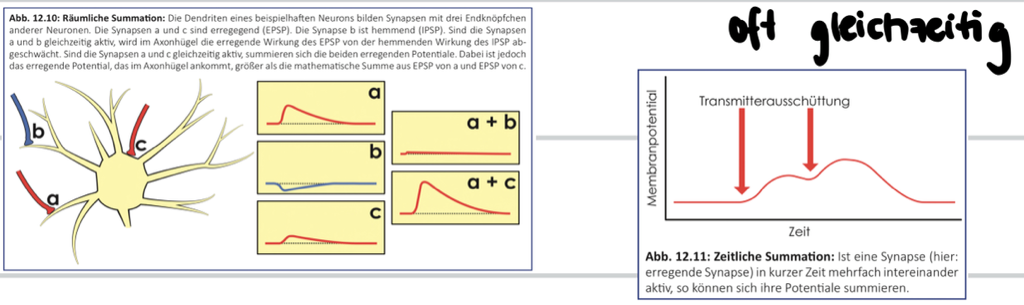 Abb. 12.10: Räumliche Summation: Die Dendriten eines beispielhaften Neurons bilden Synapsen mit drei Endknöpfchen
anderer Neuronen. Die Synapsen a und c sind erregegend (EPSP). Die Synapse b ist hemmend (IPSP). Sind die Synapsen
a und b gleichzeitig aktiv, wird im Axonhügel die erregende Wirkung des EPSP von der hemmenden Wirkung des IPSP ab-
geschwächt. Sind die Synapsen a und c gleichzeitig aktiv, summieren sich die beiden erregenden Potentiale. Dabei ist jedoch
das erregende Potential, das im Axonhügel ankommt, größer als die mathematische Summe aus EPSP von a und EPSP von c.
b
c
a
a
b
c
a + b
a + c
oft gleichzeitig
Membranpotential
Transmitterausschüttung
Zeit
Abb. 12.11: Zeitliche Summation: Ist eine Synapse (hier:
erregende Synapse) in kurzer Zeit mehrfach intereinander
aktiv, so können sich ihre Potentiale summieren.